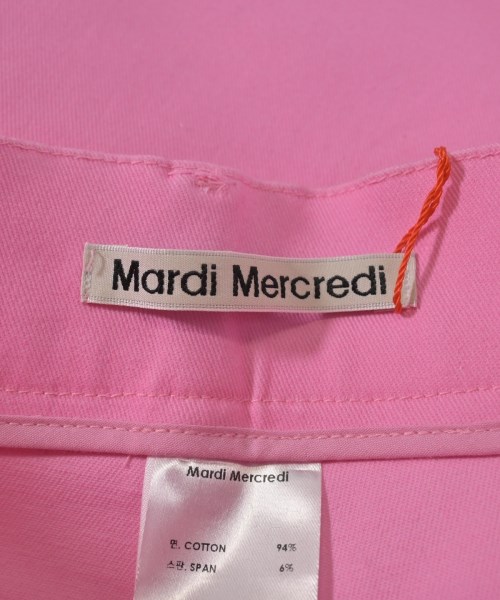 Mardi Mercredi
Mardi Mercredi
면. COTTON 94%
스판. SPAN 6%